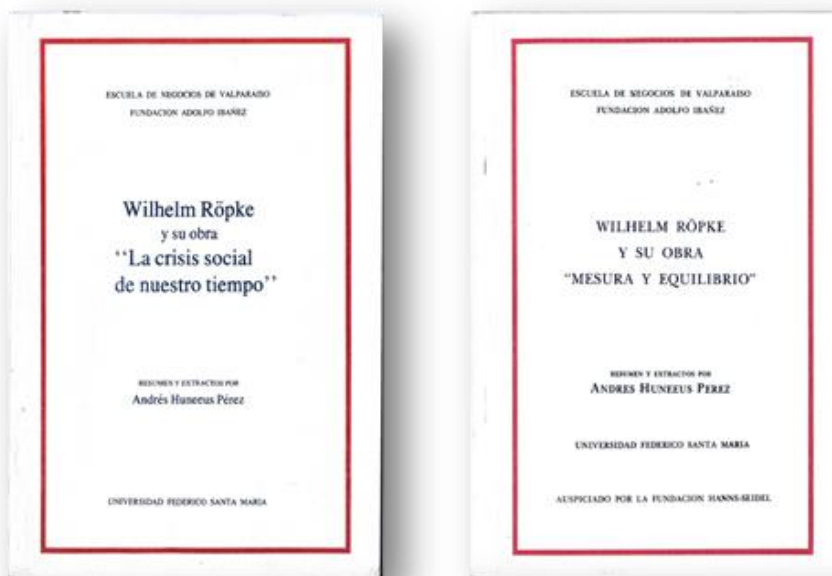 ESCUELA DE NEGOCIOS DE VALPARAISO
FUNDACION ADOLFO IBAÑEZ
Wilhelm Röpke
y su obra
‘‘La crisis social
de nuestro tiempo’’
RESUMEN Y EXTRACTOS POR
Andrés Huneeus Pérez
UNIVERSIDAD FEDERICO SANTA MARIA
ESCUELA DE NEGOCIOS DE VALPARAISO
FUNDACION ADOLFO IBAÑEZ
WILHELM RÖPKE
Y SU OBRA
“MESURA Y EQUILIBRIO”
RESUMEN Y EXTRACTOS POR
ANDRES HUNEEUS PEREZ
UNIVERSIDAD FEDERICO SANTA MARIA
AUSPICIADO POR LA FUNDACION HANNS-SEIDEL